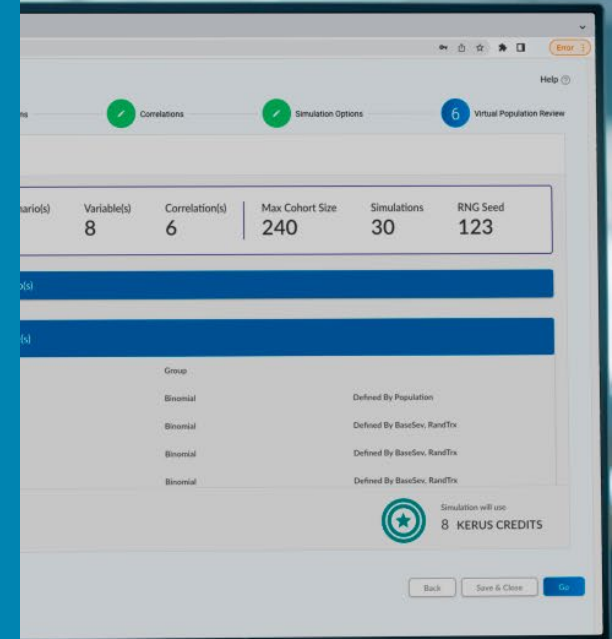 Error
Help
ns
Correlations
Simulation Options
6 Virtual Population Review
nario(s) Variable(s) Correlation(s) Max Cohort Size Simulations RNG Seed
8 6 240 30 123
o(s)
(s)
Group
Binomial Defined By Population
Binomial Defined By BaseSev, RandTrx
Binomial Defined By BaseSev, RandTrx
Binomial Defined By BaseSev, RandTrx
Simulation will use
8 KERUS CREDITS
Back Save & Close Go